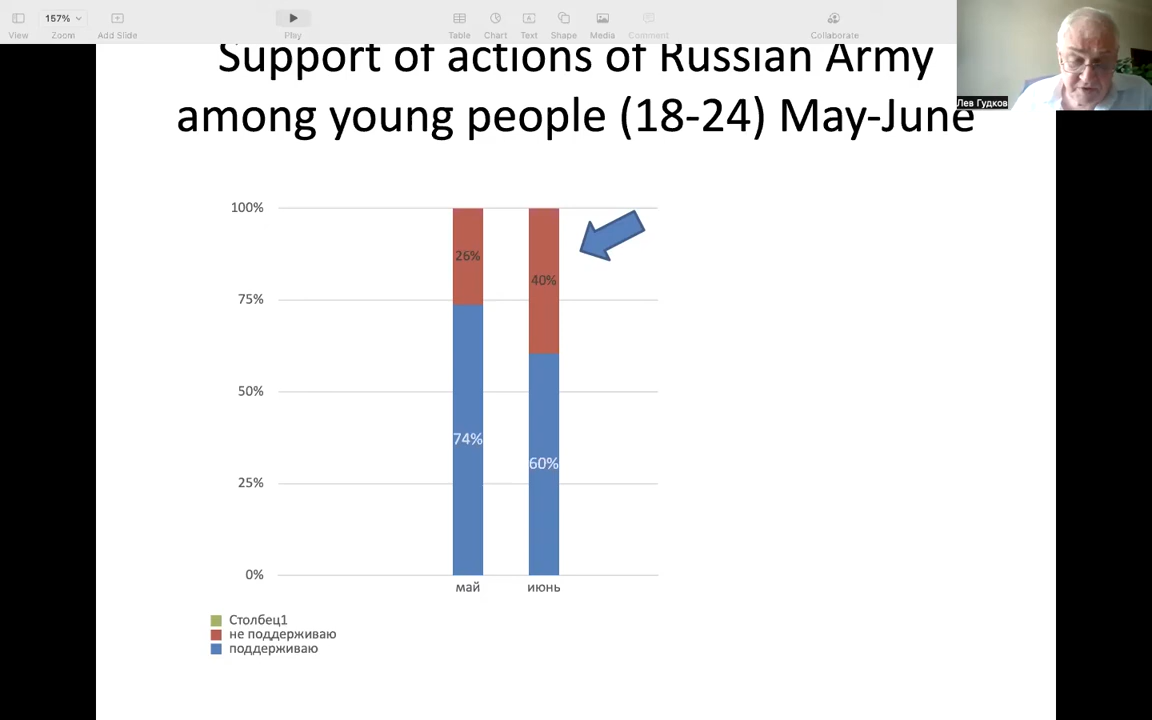 157%
View
Zoom
Add Slide
Play
Table
Chart
Text
Shape
Media
Comment
Collaborate
Лев Гудков
Support of actions of Russian Army
among young people (18-24) May-June
100%
75%
50%
25%
0%
26%
40%
74%
60%
май
июнь
Столбец1
не поддерживаю
поддерживаю